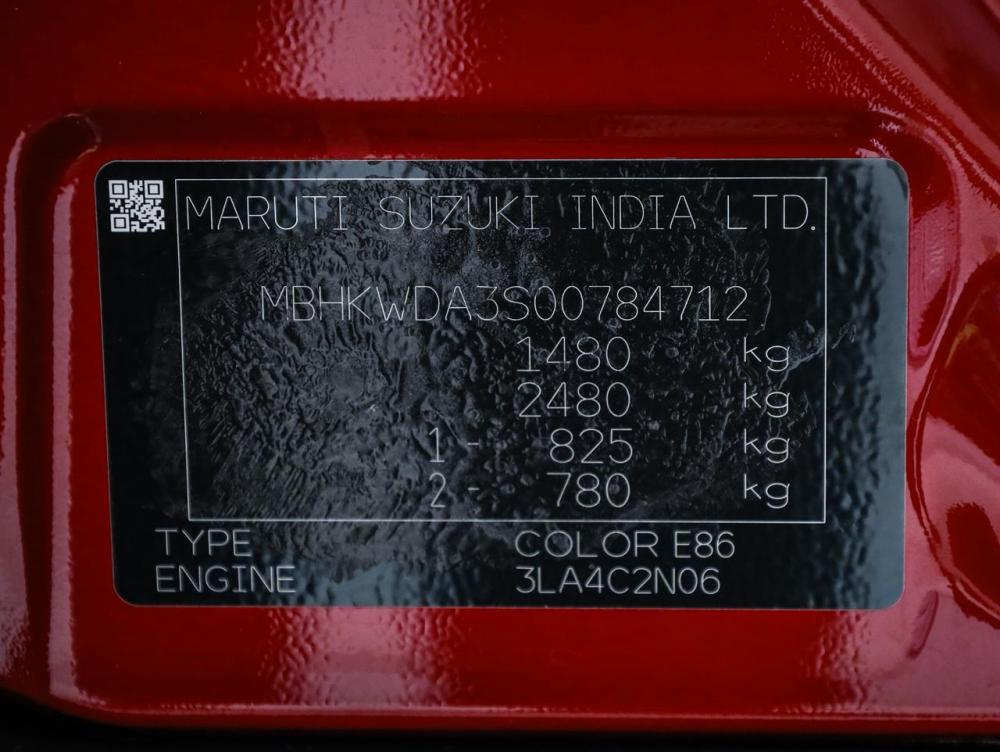 MARUTI SUZUKI INDIA LTD.
MBHKWDA3S00784712
1480 kg
2480 kg
1 - 825 kg
2 - 780 kg
TYPE COLOR E86
ENGINE 3LA4C2N06